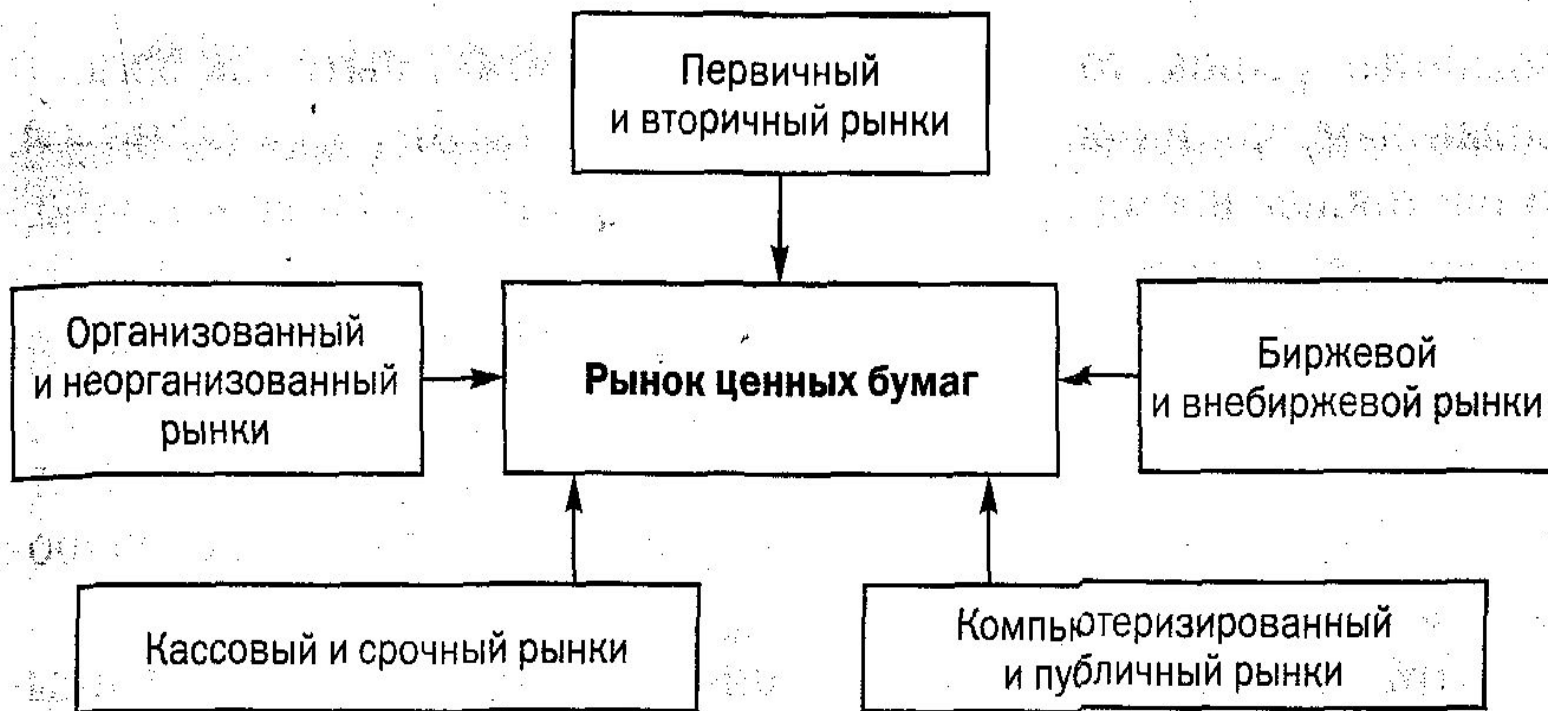 Первичный
и вторичный рынки
Организованный
и неорганизованный
рынки
Рынок ценных бумаг
Биржевой
и внебиржевой рынки
Кассовый и срочный рынки
Компьютеризированный
и публичный рынки